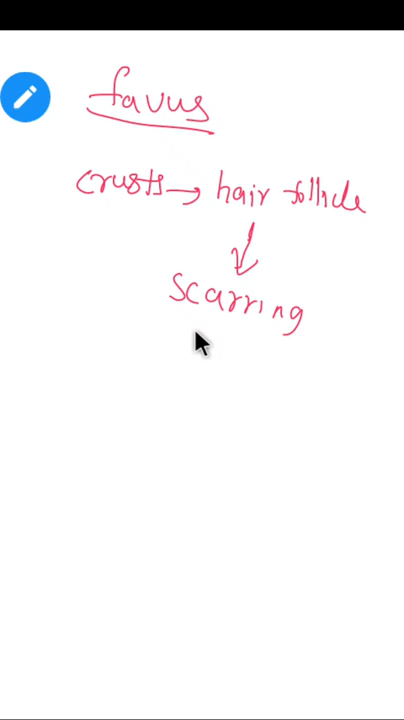 favus
crusts → hair follicle
↓
scarring